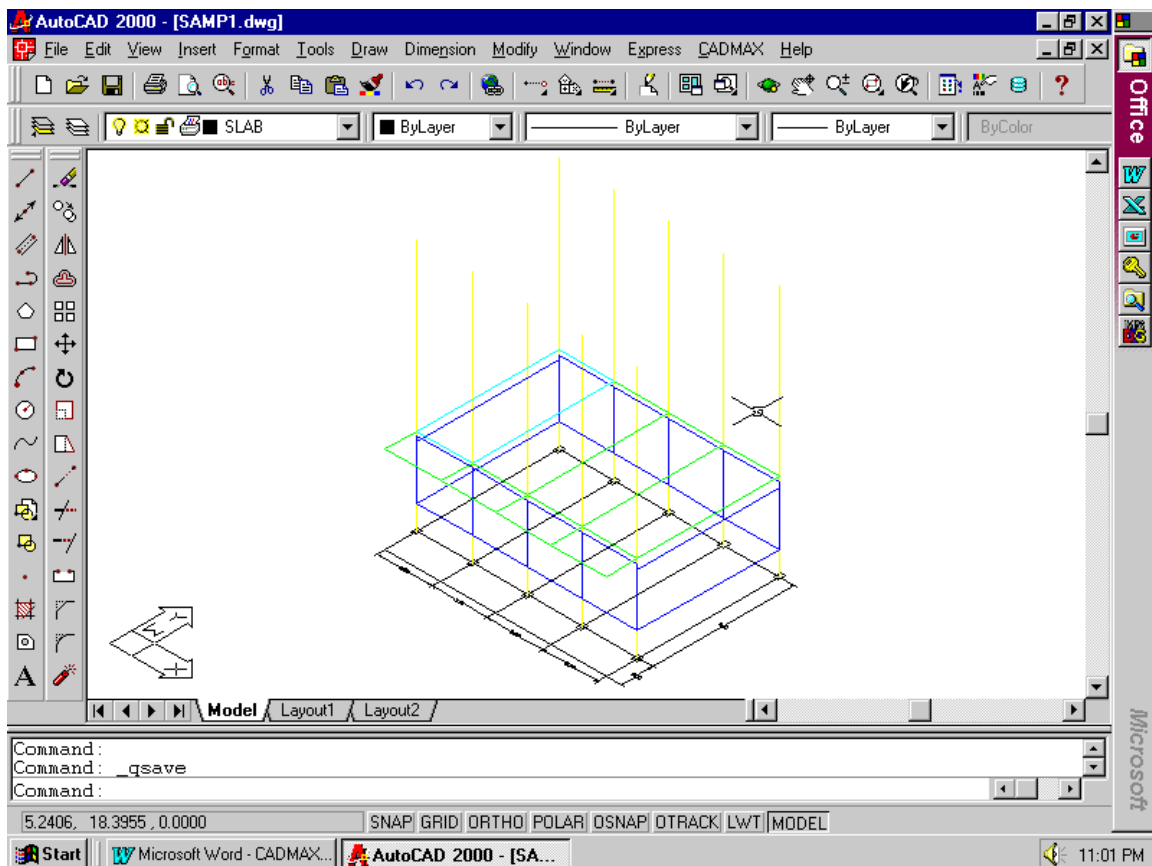 AutoCAD 2000 - [SAMP1.dwg]
File Edit View Insert Format Tools Draw Dimension Modify Window Express CADMAX Help
SLAB
ByLayer
ByLayer
ByLayer
ByColor
Office
Model
Layout1
Layout2
Command:
Command: _qsave
Command:
5.2406, 18.3955, 0.0000
SNAP GRID ORTHO POLAR OSNAP OTRACK LWT MODEL
Microsoft
Start
Microsoft Word - CADMAX...
AutoCAD 2000 - [SA...
11:01 PM